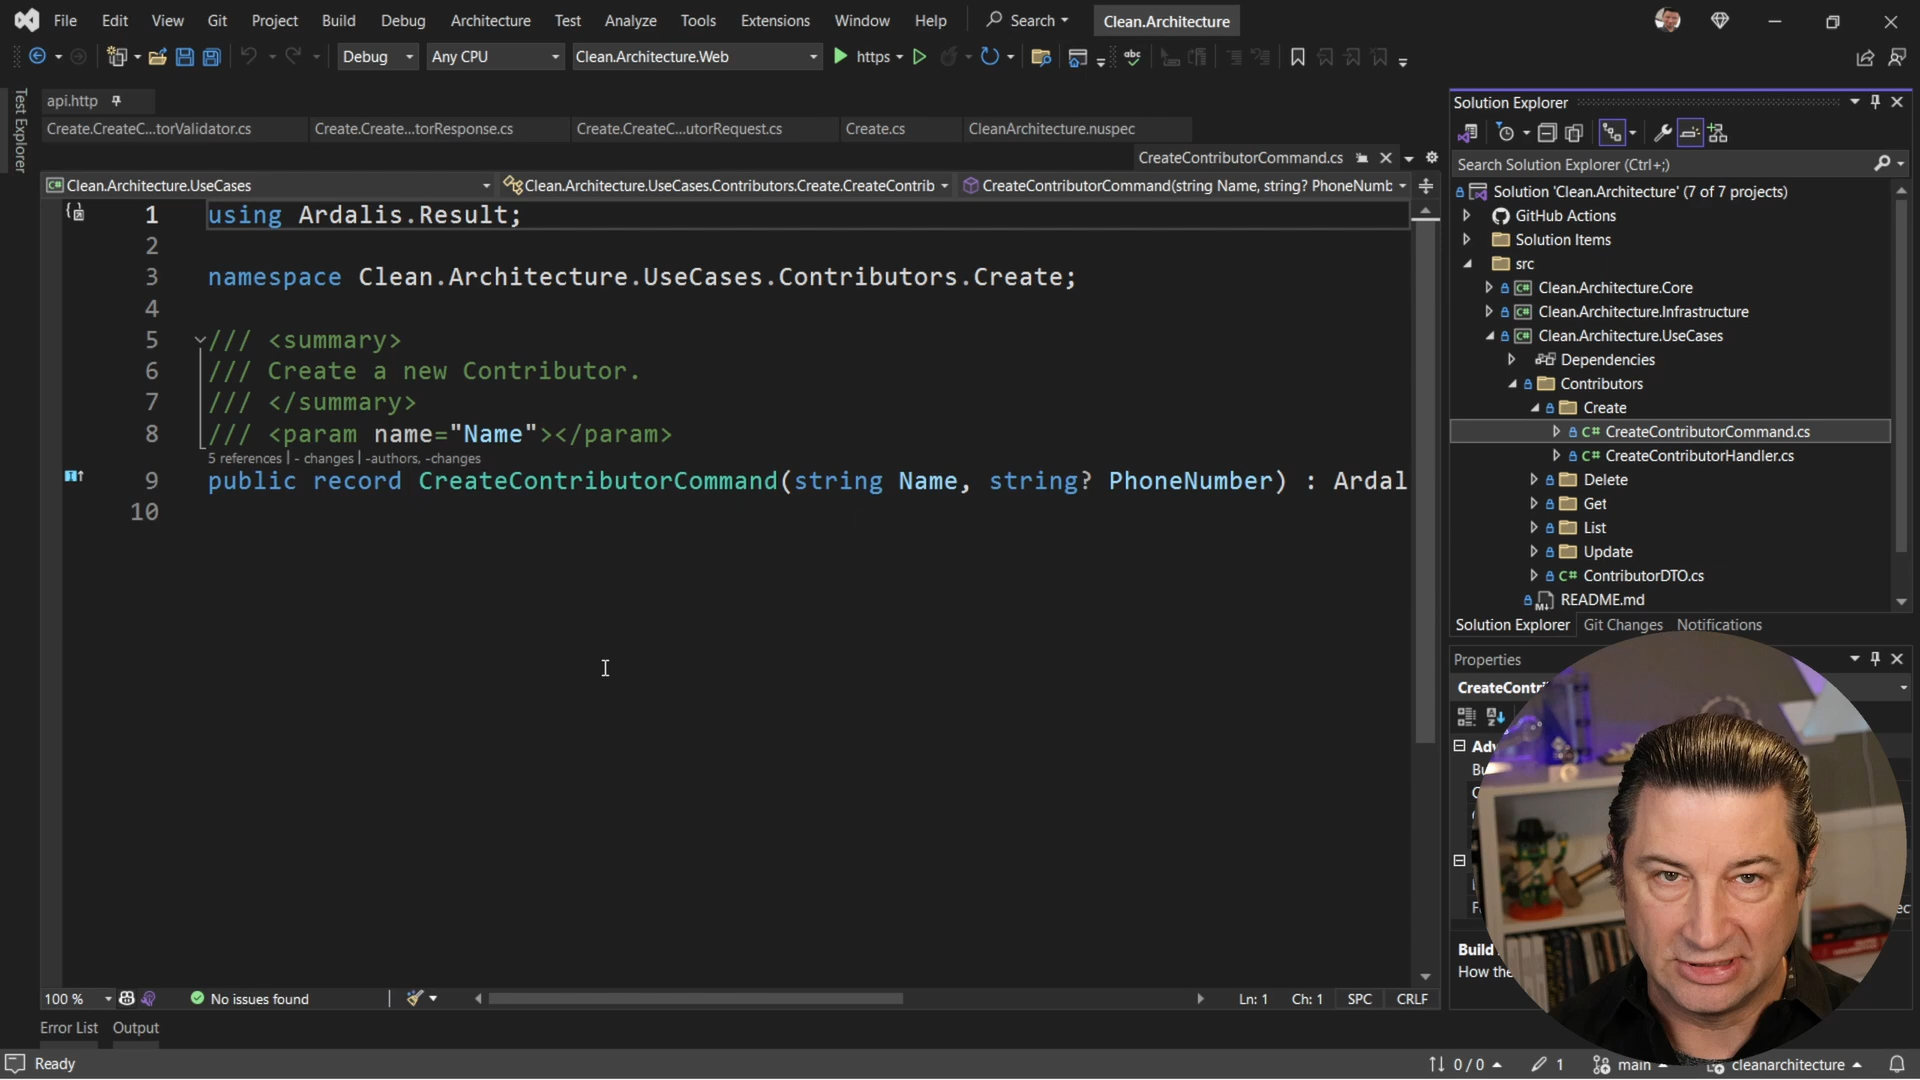 File Edit View Git Project Build Debug Architecture Test Analyze Tools Extensions Window Help Search Clean.Architecture
Debug Any CPU Clean.Architecture.Web https
Test Explorer
api.http
Create.CreateC...torValidator.cs Create.Create...torResponse.cs Create.CreateC...utorRequest.cs Create.cs CleanArchitecture.nuspec
CreateContributorCommand.cs
Clean.Architecture.UseCases Clean.Architecture.UseCases.Contributors.Create.CreateContrib CreateContributorCommand(string Name, string? PhoneNumb
1 using Ardalis.Result;
2
3 namespace Clean.Architecture.UseCases.Contributors.Create;
4
5 /// <summary>
6 /// Create a new Contributor.
7 /// </summary>
8 /// <param name="Name"></param>
5 references | - changes | -authors, -changes
9 public record CreateContributorCommand(string Name, string? PhoneNumber) : Ardal
10
100 % No issues found Ln: 1 Ch: 1 SPC CRLF
Error List Output
Ready
Solution Explorer
Search Solution Explorer (Ctrl+;)
Solution 'Clean.Architecture' (7 of 7 projects)
GitHub Actions
Solution Items
src
Clean.Architecture.Core
Clean.Architecture.Infrastructure
Clean.Architecture.UseCases
Dependencies
Contributors
Create
C# CreateContributorCommand.cs
C# CreateContributorHandler.cs
Delete
Get
List
Update
C# ContributorDTO.cs
README.md
Solution Explorer Git Changes Notifications
Properties
CreateContri
Adv
Build
How the
0 / 0 1 main cleanarchitecture